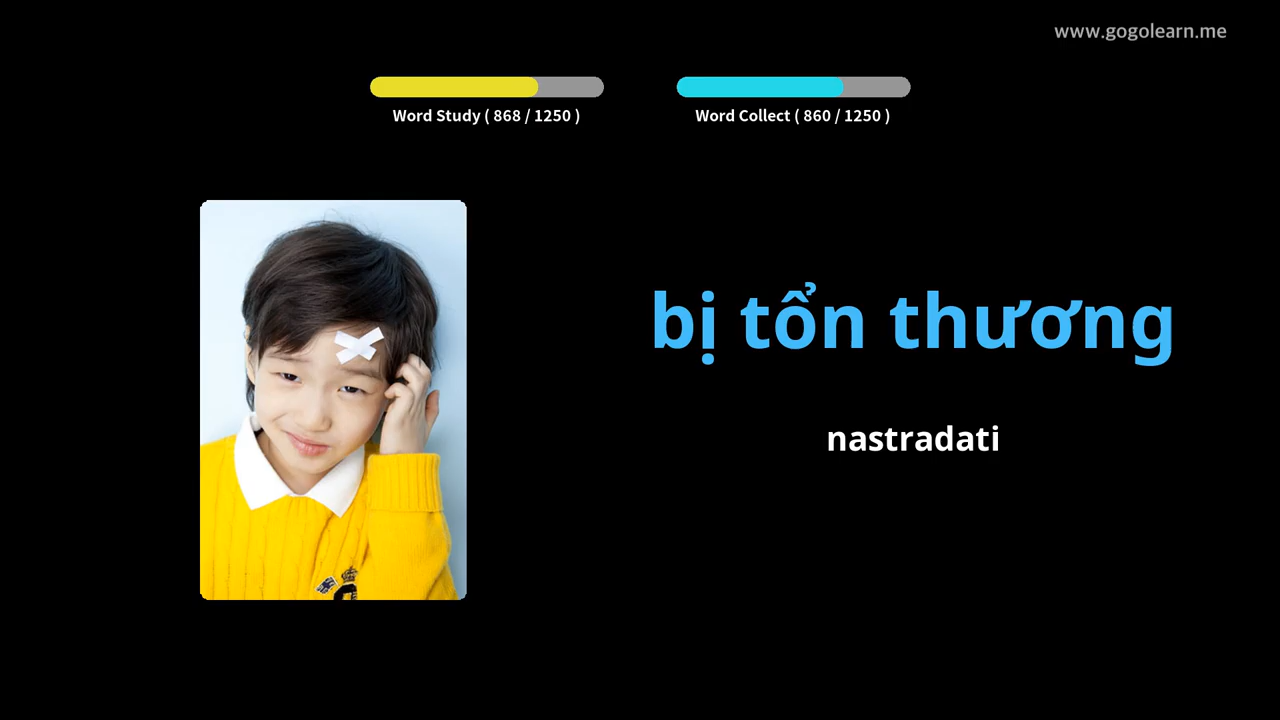 www.gogolearn.me
Word Study ( 868 / 1250 )
Word Collect ( 860 / 1250 )
bị tổn thương
nastradati